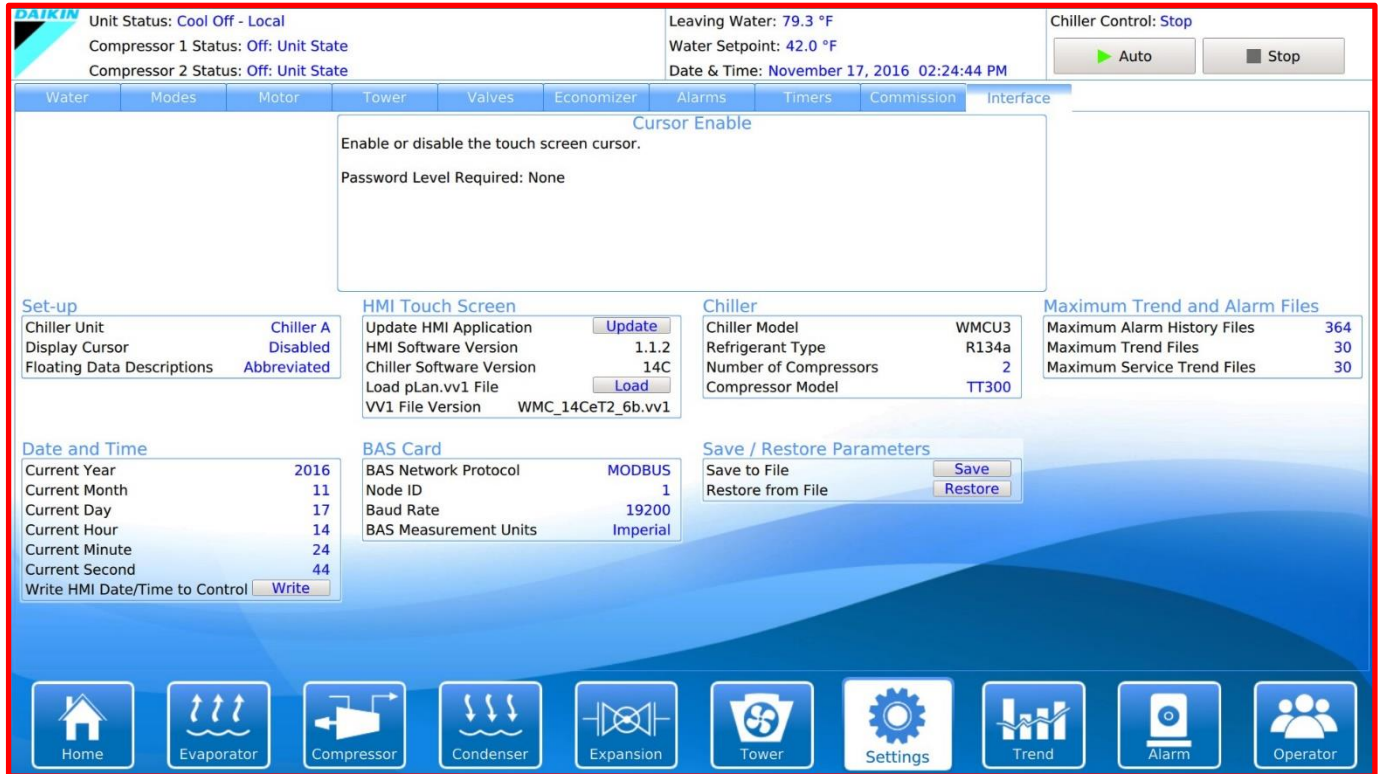 DAIKIN
Unit Status: Cool Off - Local
Compressor 1 Status: Off: Unit State
Compressor 2 Status: Off: Unit State
Leaving Water: 79.3 °F
Water Setpoint: 42.0 °F
Date & Time: November 17, 2016 02:24:44 PM
Chiller Control: Stop
Auto Stop
Water Modes Motor Tower Valves Economizer Alarms Timers Commission Interface
Cursor Enable
Enable or disable the touch screen cursor.
Password Level Required: None
Set-up
Chiller Unit Chiller A
Display Cursor Disabled
Floating Data Descriptions Abbreviated
HMI Touch Screen
Update HMI Application Update
HMI Software Version 1.1.2
Chiller Software Version 14C
Load pLan.vv1 File Load
VV1 File Version WMC_14CeT2_6b.vv1
Chiller
Chiller Model WMCU3
Refrigerant Type R134a
Number of Compressors 2
Compressor Model TT300
Maximum Trend and Alarm Files
Maximum Alarm History Files 364
Maximum Trend Files 30
Maximum Service Trend Files 30
Date and Time
Current Year 2016
Current Month 11
Current Day 17
Current Hour 14
Current Minute 24
Current Second 44
Write HMI Date/Time to Control Write
BAS Card
BAS Network Protocol MODBUS
Node ID 1
Baud Rate 19200
BAS Measurement Units Imperial
Save / Restore Parameters
Save to File Save
Restore from File Restore
Home Evaporator Compressor Condenser Expansion Tower Settings Trend Alarm Operator